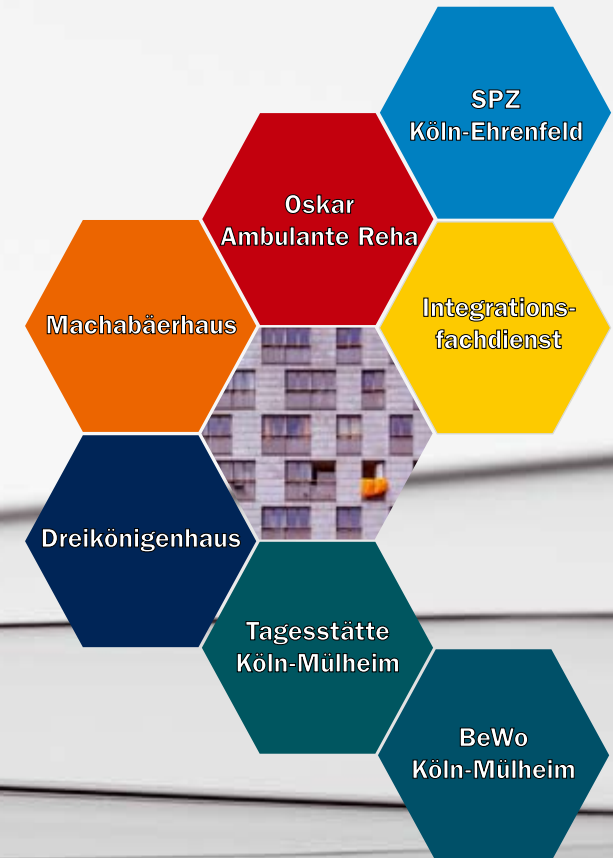 SPZ
Köln-Ehrenfeld
Oskar
Ambulante Reha
Machabäerhaus
Integrations-
fachdienst
Dreikönigenhaus
Tagesstätte
Köln-Mülheim
BeWo
Köln-Mülheim